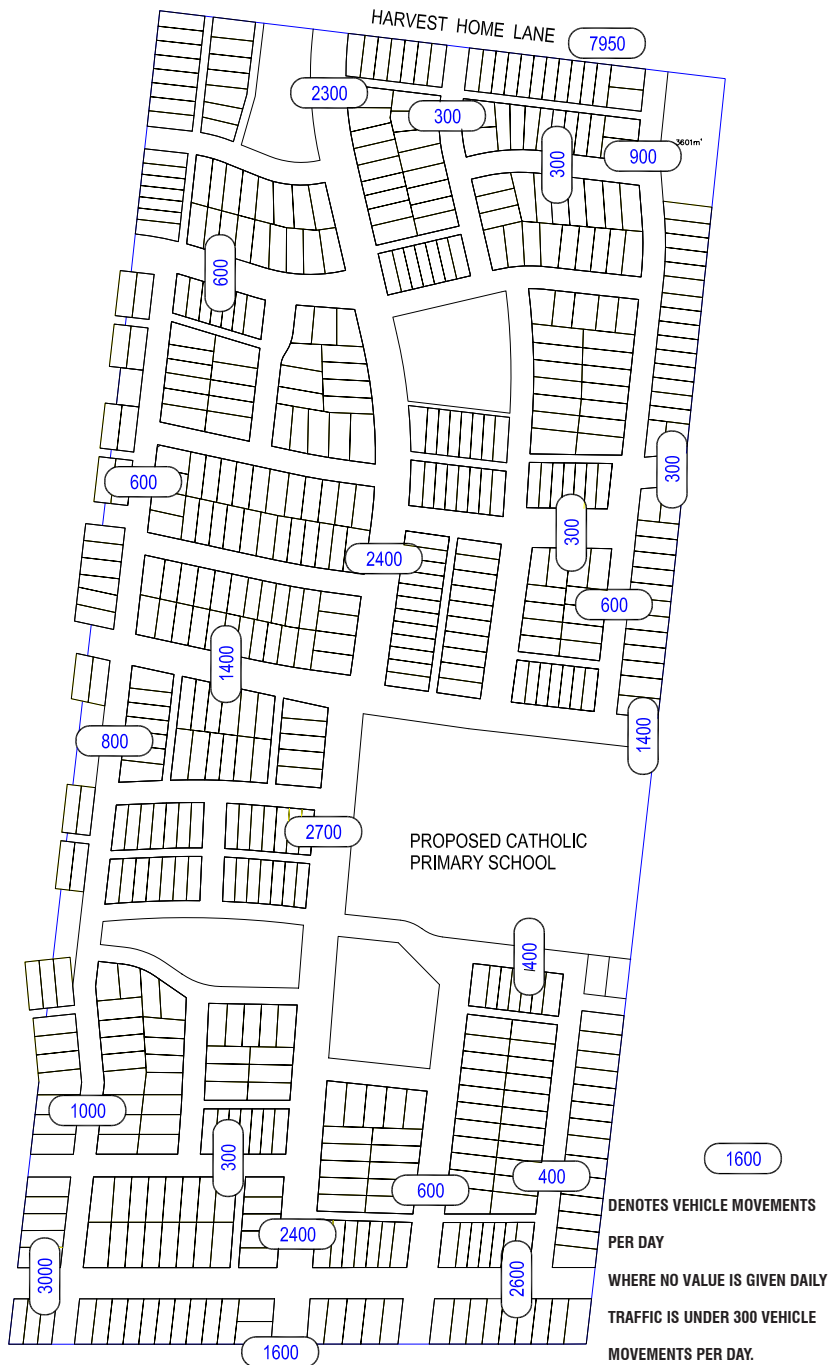 HARVEST HOME LANE
7950
2300
300
3601m²
900
300
600
300
600
300
2400
600
1400
1400
800
2700
PROPOSED CATHOLIC
PRIMARY SCHOOL
400
1000
300
1600
400
600
DENOTES VEHICLE MOVEMENTS
PER DAY
2400
3000
2600
WHERE NO VALUE IS GIVEN DAILY
TRAFFIC IS UNDER 300 VEHICLE
MOVEMENTS PER DAY.
1600